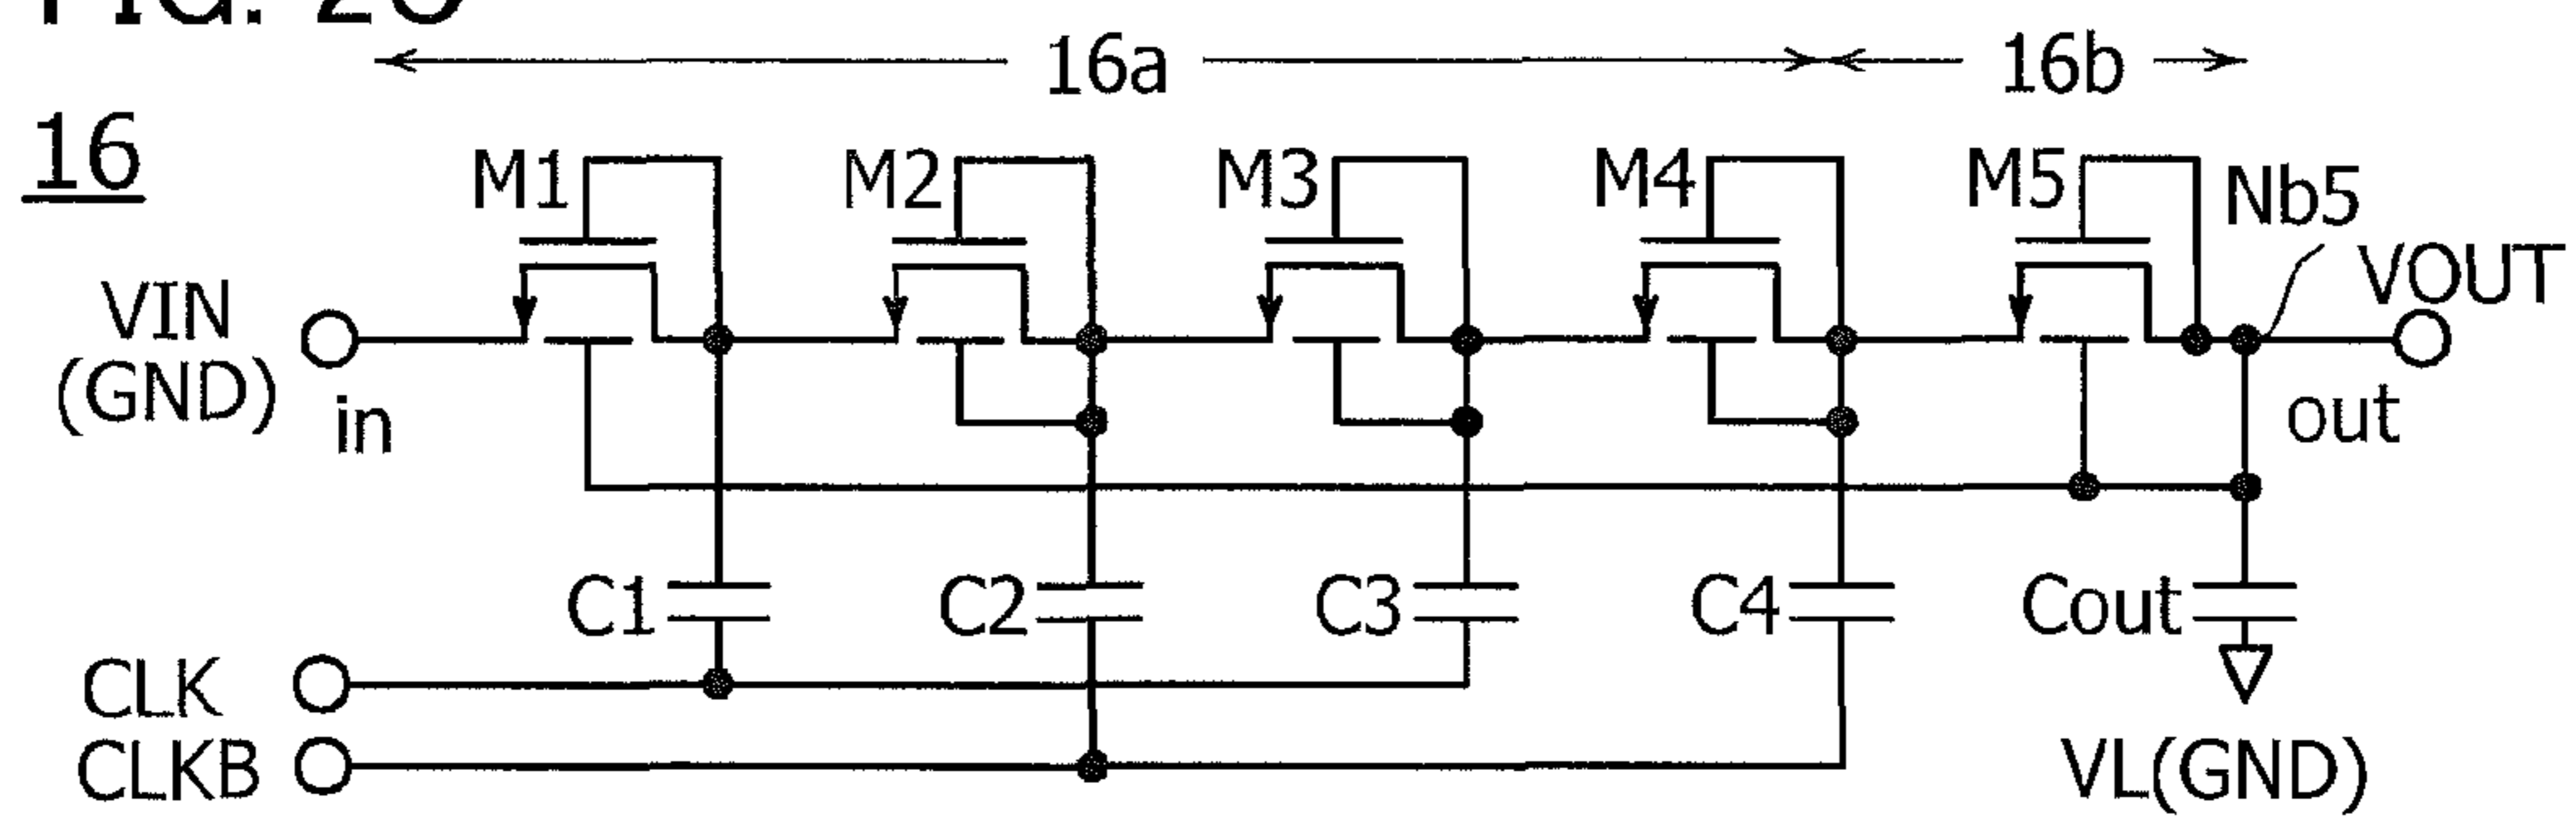 16a 16b
16
M1 M2 M3 M4 M5 Nb5
VIN VOUT
(GND)
in out
C1 C2 C3 C4 Cout
CLK
CLKB VL(GND)